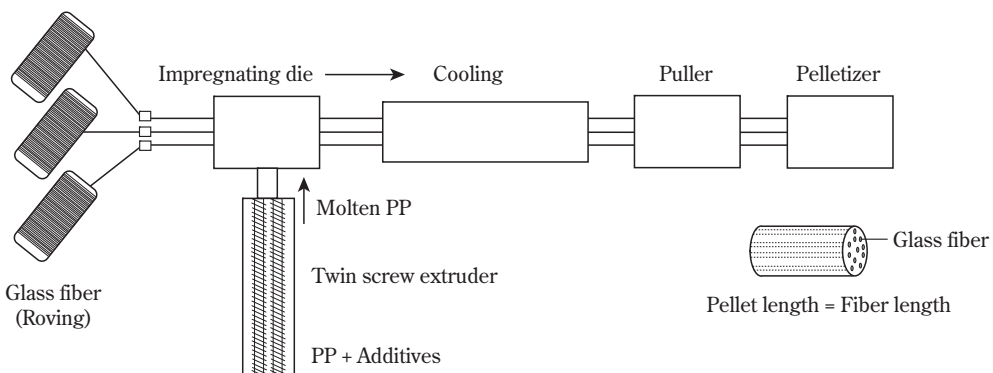 Impregnating die
Cooling
Puller
Pelletizer
Molten PP
Glass fiber
Twin screw extruder
Glass fiber
(Roving)
Pellet length = Fiber length
PP + Additives